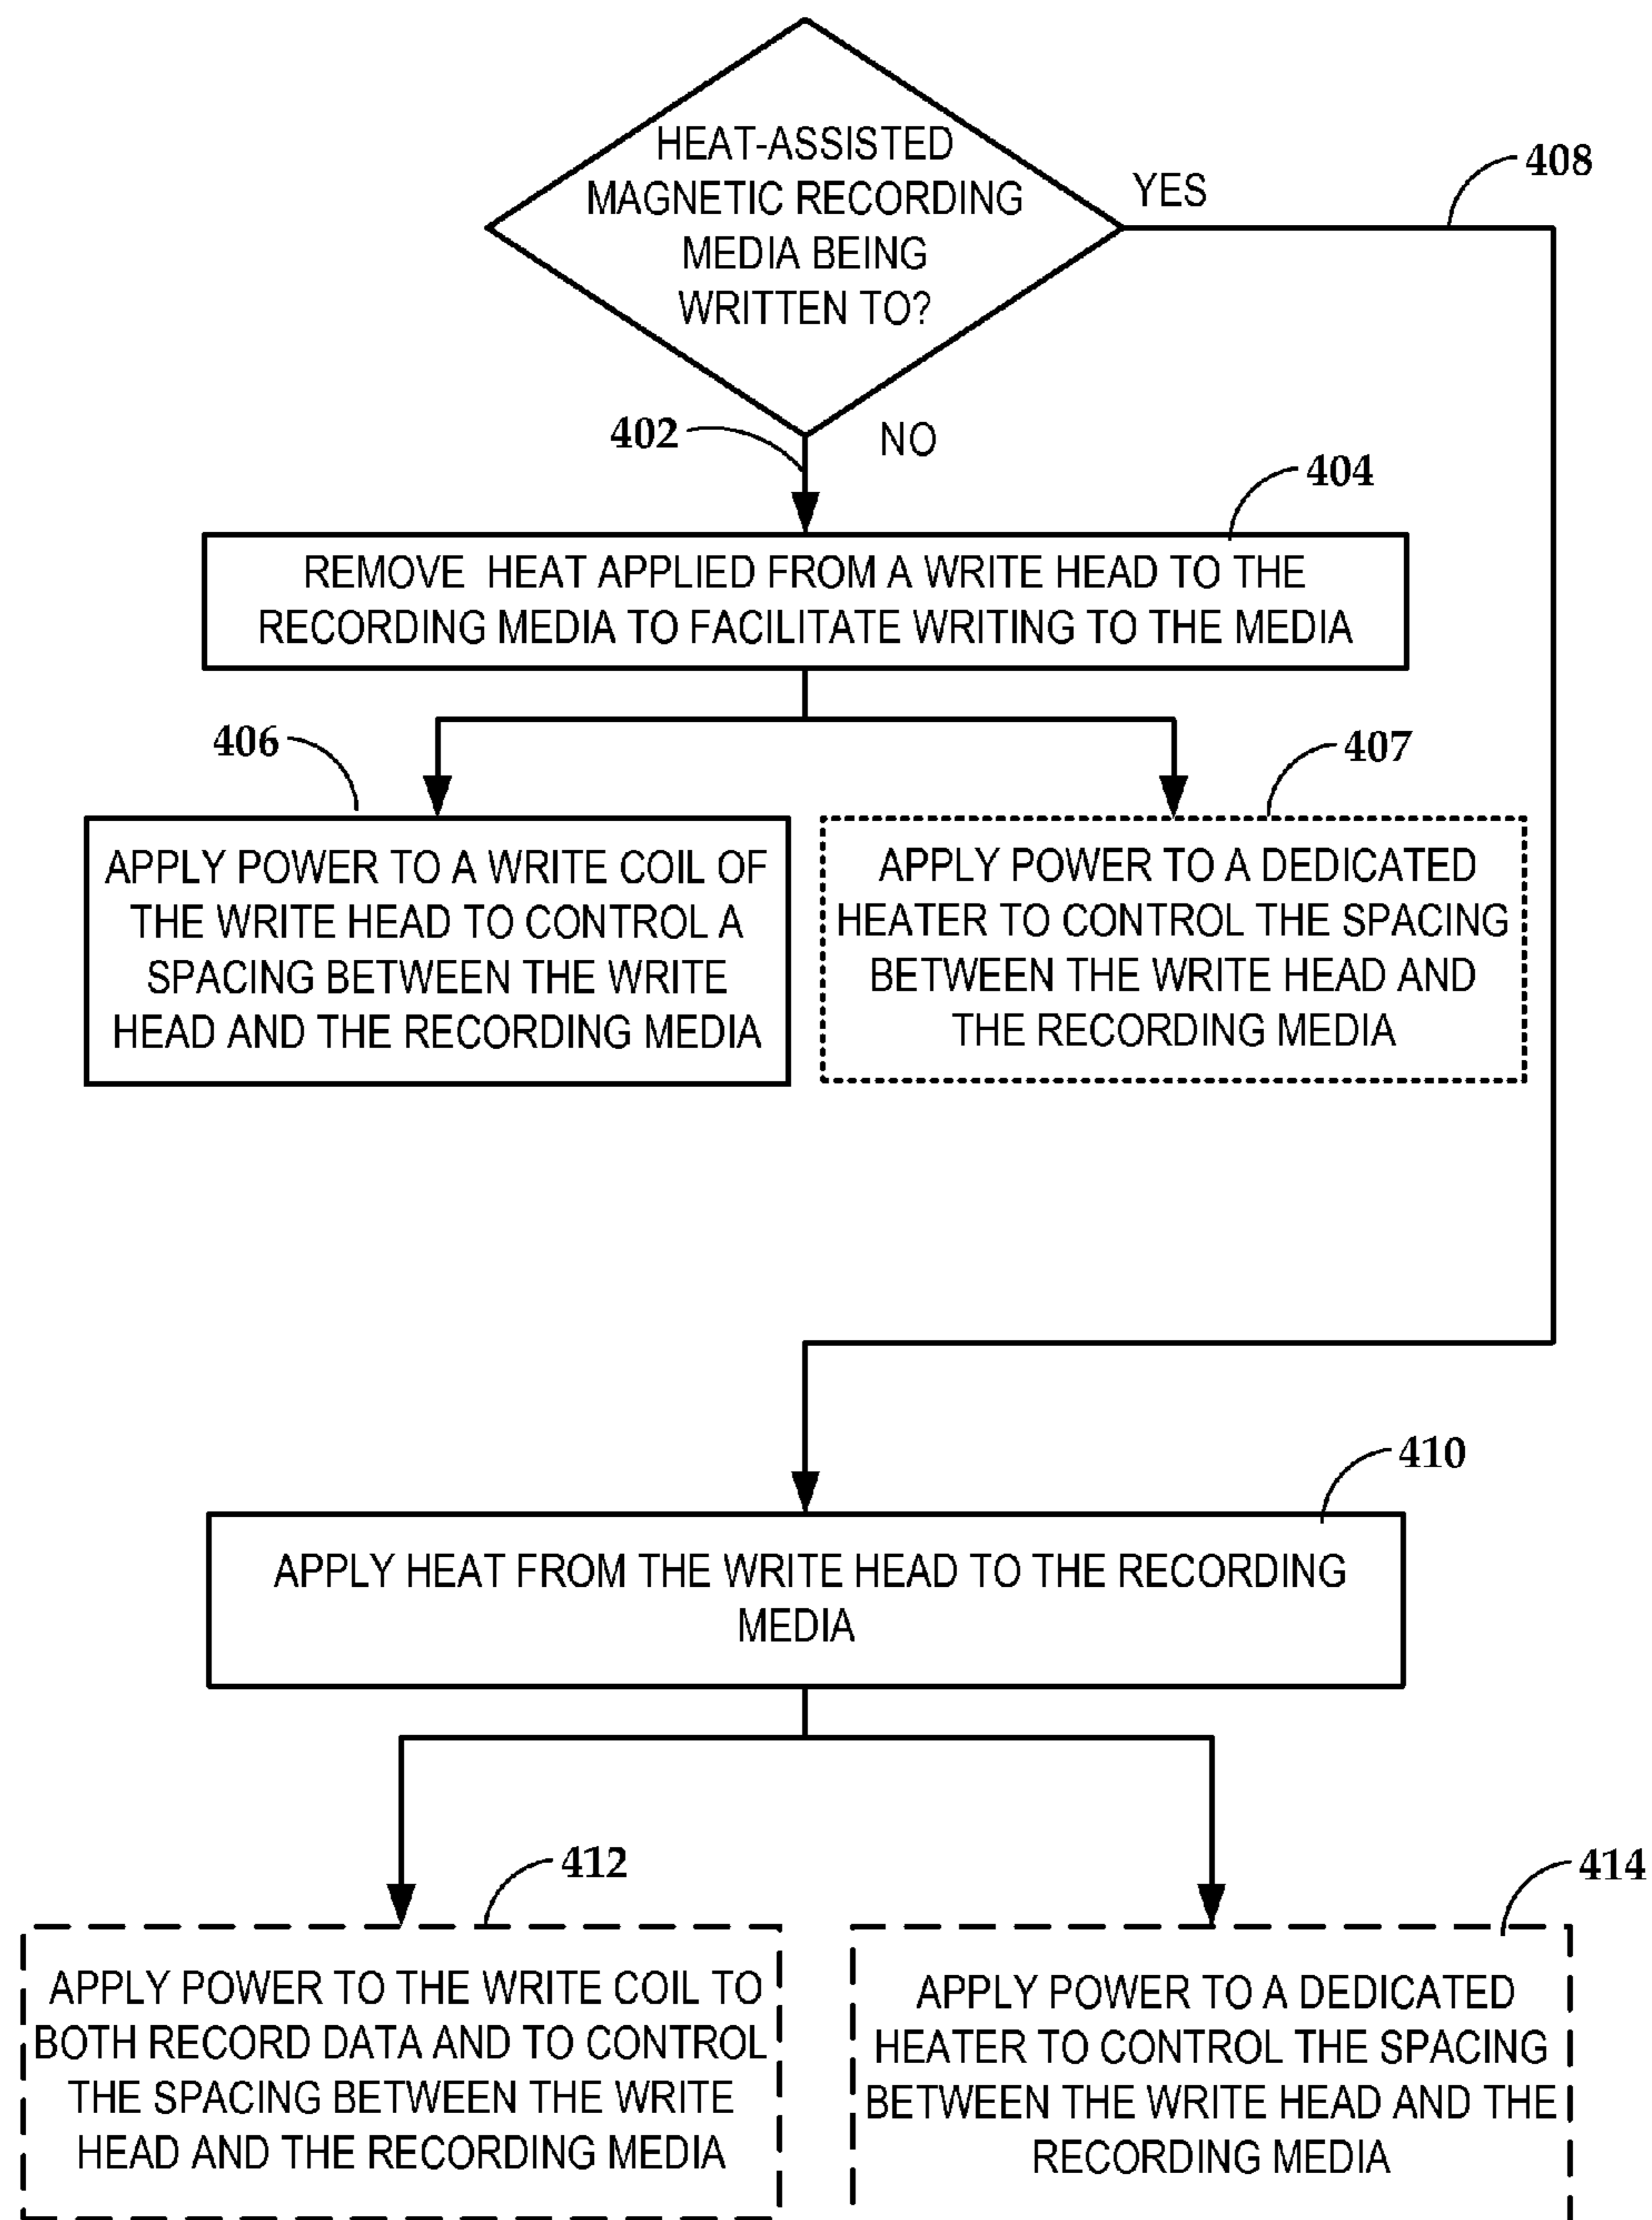 HEAT-ASSISTED
MAGNETIC RECORDING
MEDIA BEING
WRITTEN TO?
YES
408
402
NO
404
REMOVE HEAT APPLIED FROM A WRITE HEAD TO THE
RECORDING MEDIA TO FACILITATE WRITING TO THE MEDIA
406
407
APPLY POWER TO A WRITE COIL OF
THE WRITE HEAD TO CONTROL A
SPACING BETWEEN THE WRITE
HEAD AND THE RECORDING MEDIA
APPLY POWER TO A DEDICATED
HEATER TO CONTROL THE SPACING
BETWEEN THE WRITE HEAD AND
THE RECORDING MEDIA
410
APPLY HEAT FROM THE WRITE HEAD TO THE RECORDING
MEDIA
412
414
APPLY POWER TO THE WRITE COIL TO
BOTH RECORD DATA AND TO CONTROL
THE SPACING BETWEEN THE WRITE
HEAD AND THE RECORDING MEDIA
APPLY POWER TO A DEDICATED
HEATER TO CONTROL THE SPACING
BETWEEN THE WRITE HEAD AND THE
RECORDING MEDIA